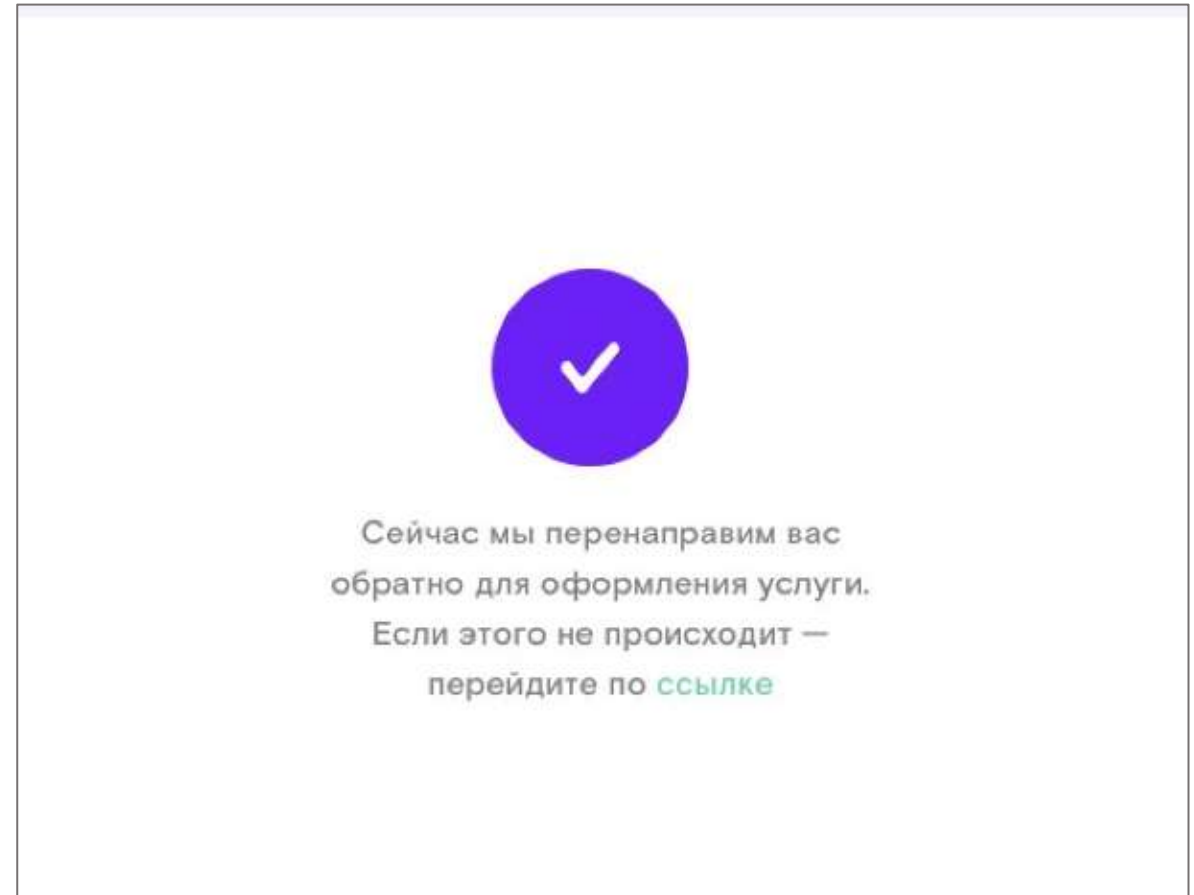 Сейчас мы перенаправим вас
обратно для оформления услуги.
Если этого не происходит —
перейдите по ссылке